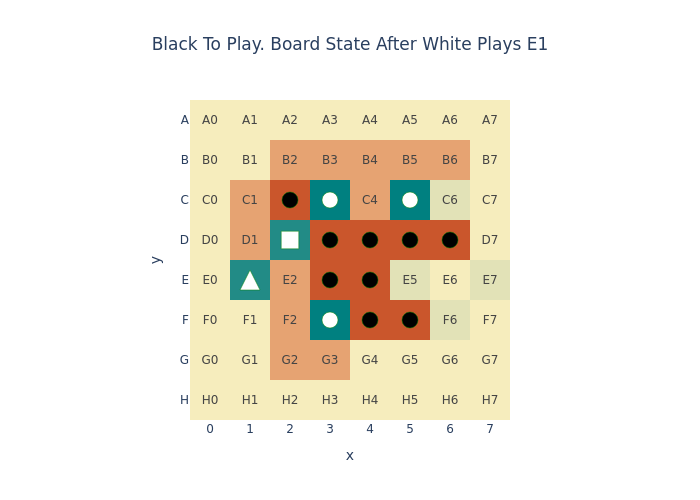 Black To Play. Board State After White Plays E1
A A0 A1 A2 A3 A4 A5 A6 A7
B B0 B1 B2 B3 B4 B5 B6 B7
C C0 C1 C4 C6 C7
D D0 D1 D7
y
E E0 E2 E5 E6 E7
F F0 F1 F2 F6 F7
G G0 G1 G2 G3 G4 G5 G6 G7
H H0 H1 H2 H3 H4 H5 H6 H7
0 1 2 3 4 5 6 7
x